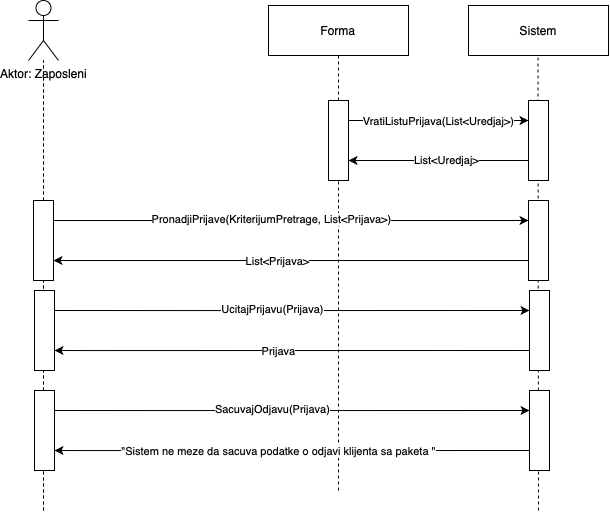 Forma
Sistem
Aktor: Zaposleni
VratiListuPrijava(List<Uredjaj>)
List<Uredjaj>
PronadjiPrijave(KriterijumPretrage, List<Prijava>)
List<Prijava>
UcitajPrijavu(Prijava)
Prijava
SacuvajOdjavu(Prijava)
"Sistem ne meze da sacuva podatke o odjavi klijenta sa paketa "